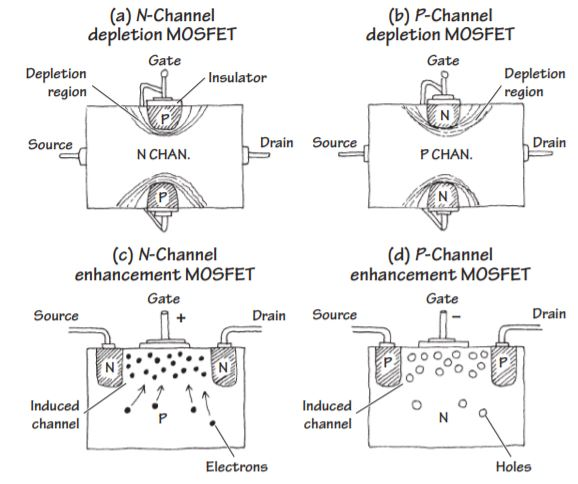 (a) N-Channel
depletion MOSFET
Gate
Depletion
region
Insulator
P
Source
N CHAN.
Drain
P
(b) P-Channel
depletion MOSFET
Gate
Depletion
region
N
Source
P CHAN.
Drain
N
(c) N-Channel
enhancement MOSFET
Gate
Source
+
Drain
N
N
Induced
channel
P
Electrons
(d) P-Channel
enhancement MOSFET
Gate
Source
–
Drain
P
P
Induced
channel
N
Holes